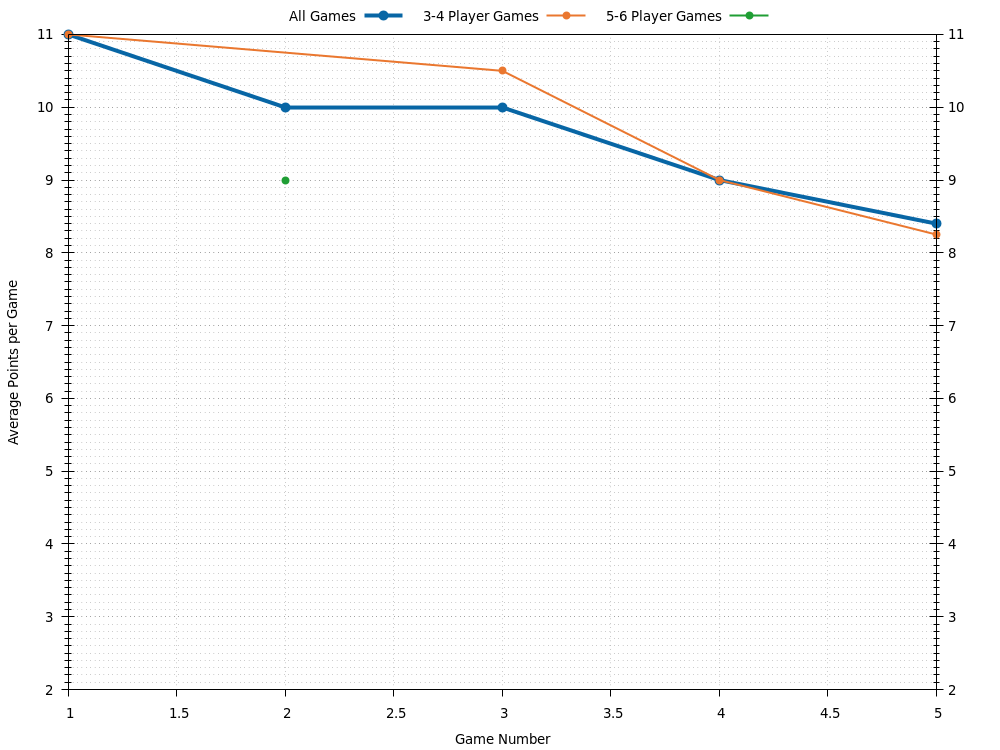 All Games 3-4 Player Games 5-6 Player Games
11 11
10 10
9 9
8 8
7 7
6 6
5 5
4 4
3 3
2 2
Average Points per Game
1 1.5 2 2.5 3 3.5 4 4.5 5
Game Number